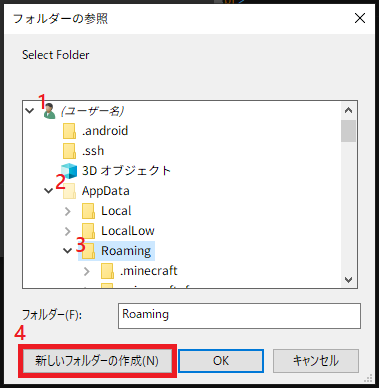 フォルダーの参照
Select Folder
1
(ユーザー名)
.android
.ssh
3D オブジェクト
2
AppData
Local
LocalLow
3
Roaming
.minecraft
フォルダー(F):
Roaming
4
新しいフォルダーの作成(N)
OK
キャンセル